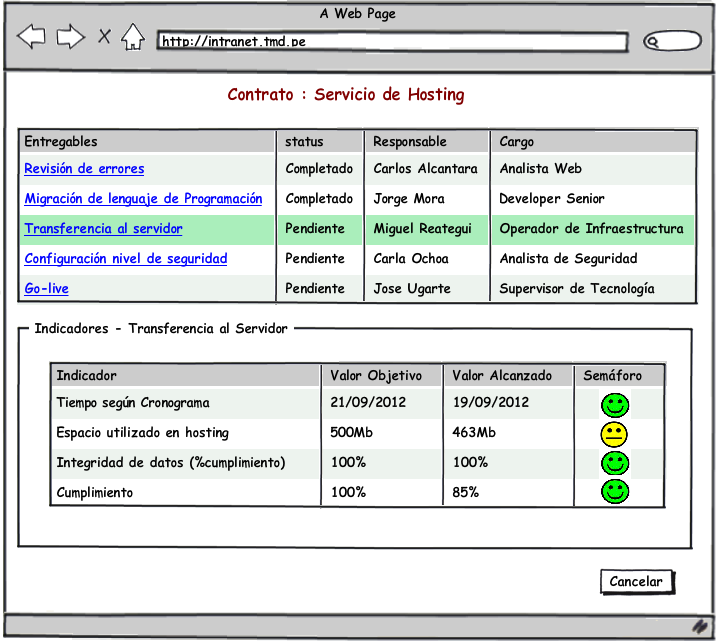 A Web Page
http://intranet.tmd.pe
Contrato : Servicio de Hosting
Entregables status Responsable Cargo
Revisión de errores Completado Carlos Alcantara Analista Web
Migración de lenguaje de Programación Completado Jorge Mora Developer Senior
Transferencia al servidor Pendiente Miguel Reategui Operador de Infraestructura
Configuración nivel de seguridad Pendiente Carla Ochoa Analista de Seguridad
Go-live Pendiente Jose Ugarte Supervisor de Tecnología
Indicadores - Transferencia al Servidor
Indicador Valor Objetivo Valor Alcanzado Semáforo
Tiempo según Cronograma 21/09/2012 19/09/2012
Espacio utilizado en hosting 500Mb 463Mb
Integridad de datos (%cumplimiento) 100% 100%
Cumplimiento 100% 85%
Cancelar